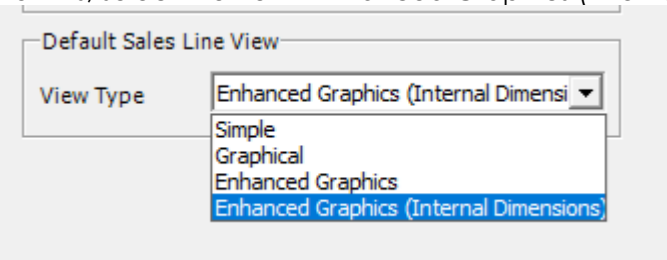 Default Sales Line View
View Type
Enhanced Graphics (Internal Dimensi
Simple
Graphical
Enhanced Graphics
Enhanced Graphics (Internal Dimensions)